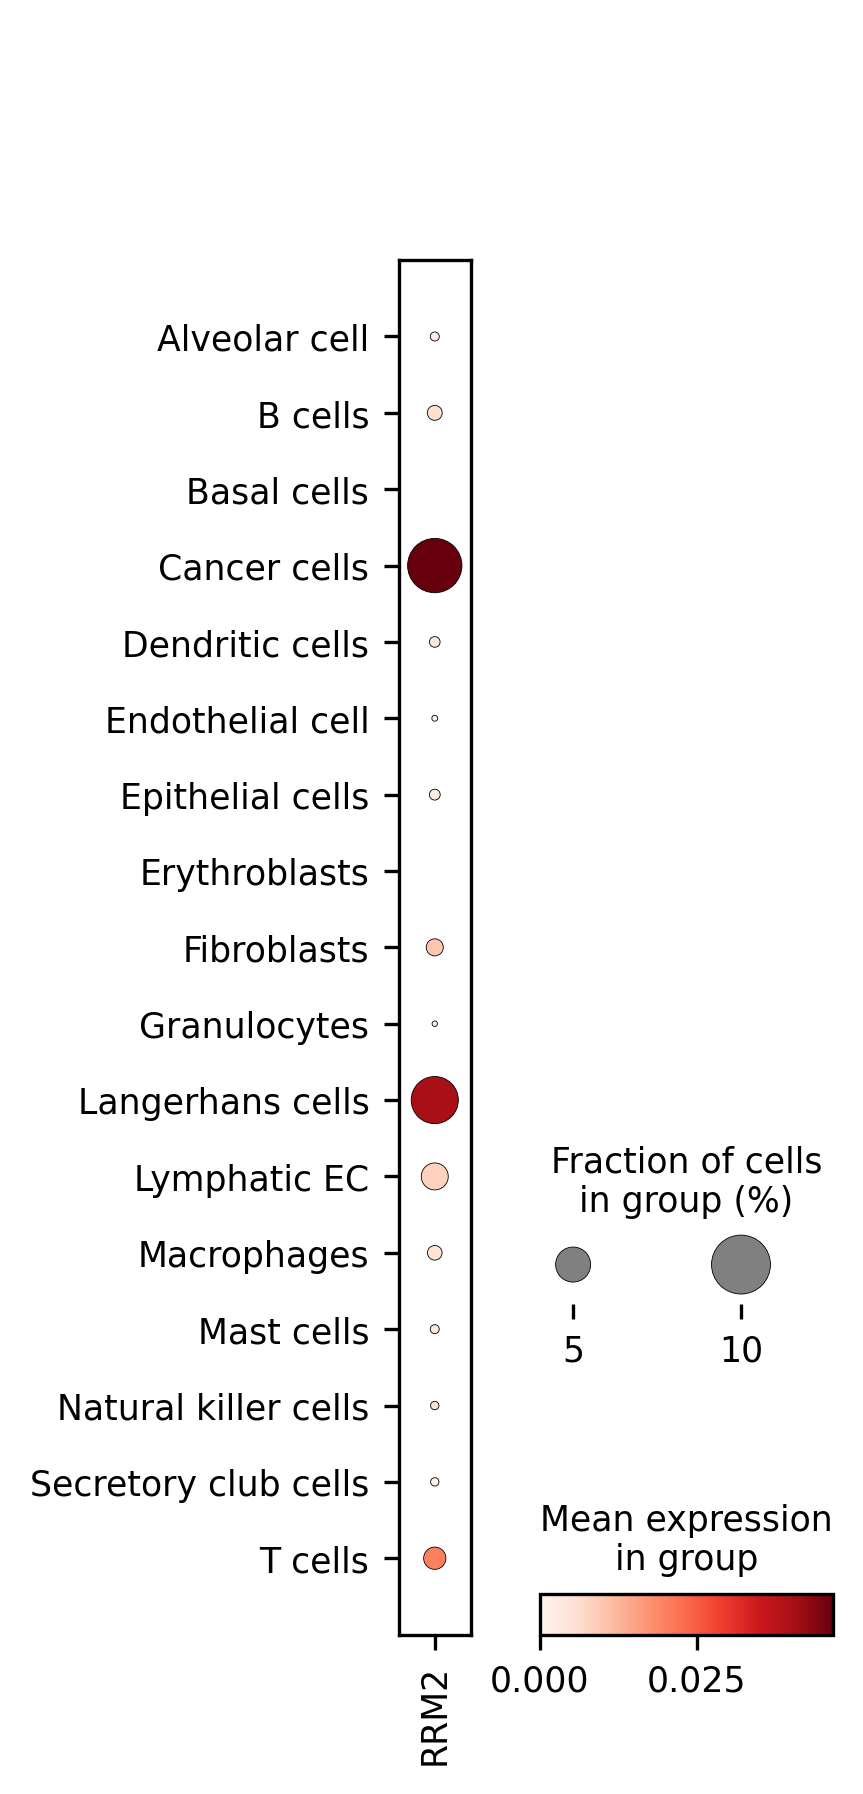 Alveolar cell
B cells
Basal cells
Cancer cells
Dendritic cells
Endothelial cell
Epithelial cells
Erythroblasts
Fibroblasts
Granulocytes
Langerhans cells
Lymphatic EC
Macrophages
Mast cells
Natural killer cells
Secretory club cells
T cells
RRM2
Fraction of cells
in group (%)
5 10
Mean expression
in group
0.000 0.025